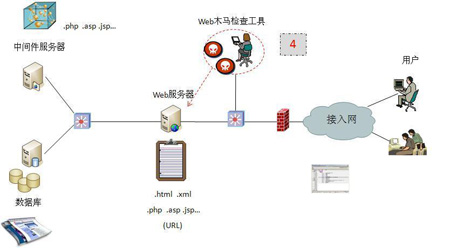 .php .asp .jsp...
中间件服务器
Web木马检查工具
4
用户
Web服务器
接入网
数据库
.html .xml
.php .asp .jsp...
(URL)